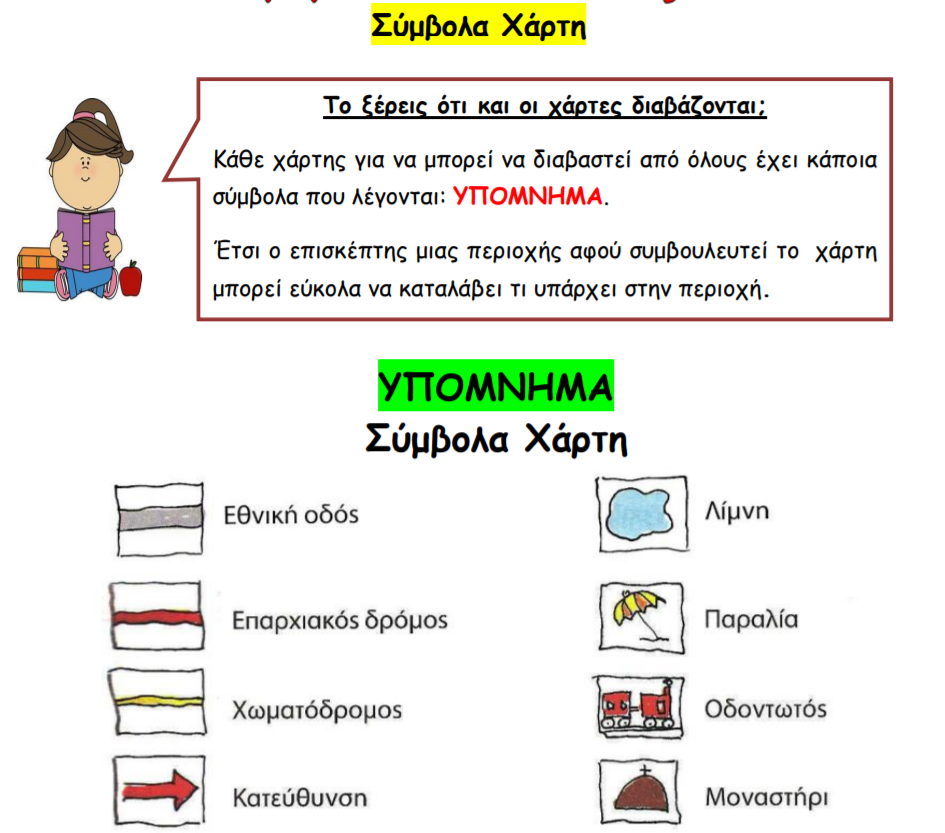 Σύμβολα Χάρτη
Το ξέρεις ότι και οι χάρτες διαβάζονται;
Κάθε χάρτης για να μπορεί να διαβαστεί από όλους έχει κάποια
σύμβολα που λέγονται: ΥΠΟΜΝΗΜΑ.
Έτσι ο επισκέπτης μιας περιοχής αφού συμβουλευτεί το χάρτη
μπορεί εύκολα να καταλάβει τι υπάρχει στην περιοχή.
ΥΠΟΜΝΗΜΑ
Σύμβολα Χάρτη
Εθνική οδός
Λίμνη
Επαρχιακός δρόμος
Παραλία
Χωματόδρομος
Οδοντωτός
Κατεύθυνση
Μοναστήρι